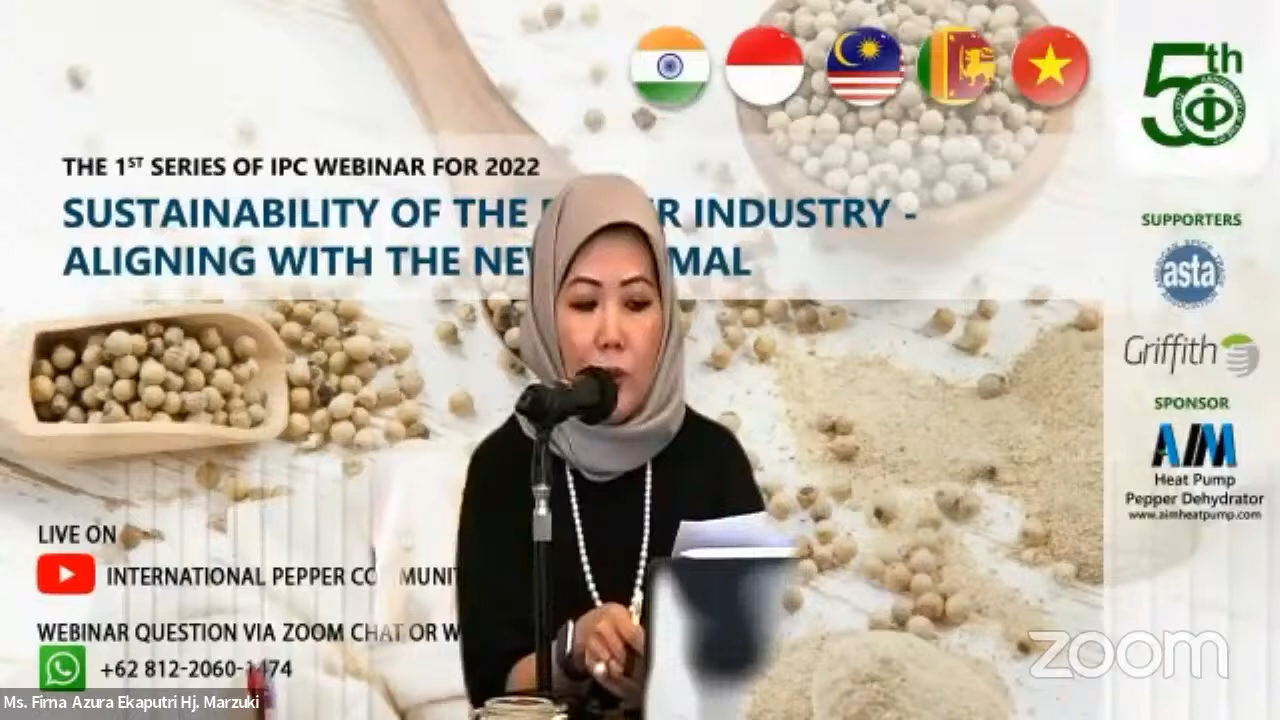 THE 1ST SERIES OF IPC WEBINAR FOR 2022
SUSTAINABILITY OF THE INDUSTRY -
ALIGNING WITH THE
5th
SUPPORTERS
asta
Griffith
SPONSOR
AIM
Heat Pump
Pepper Dehydrator
www.aimheatpump.com
LIVE ON
INTERNATIONAL PEPPER
WEBINAR QUESTION VIA ZOOM CHAT OR
+62 812-2060-1474
zoom
Ms. Firna Azura Ekaputri Hj. Marzuki